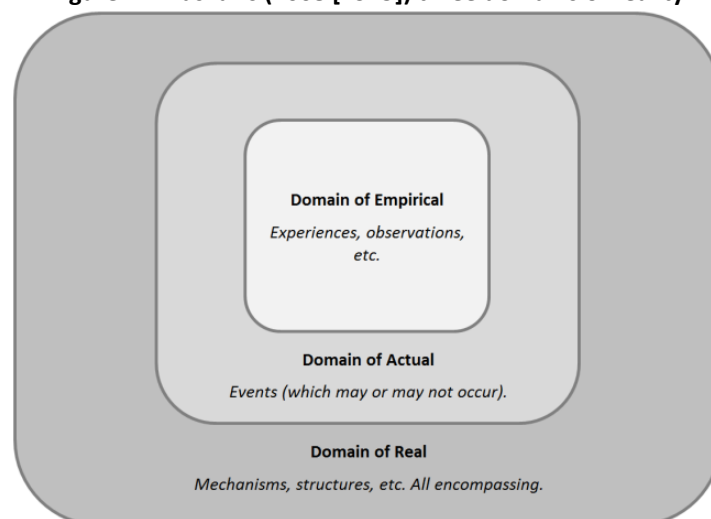 Domain of Empirical
Experiences, observations,
etc.
Domain of Actual
Events (which may or may not occur).
Domain of Real
Mechanisms, structures, etc. All encompassing.